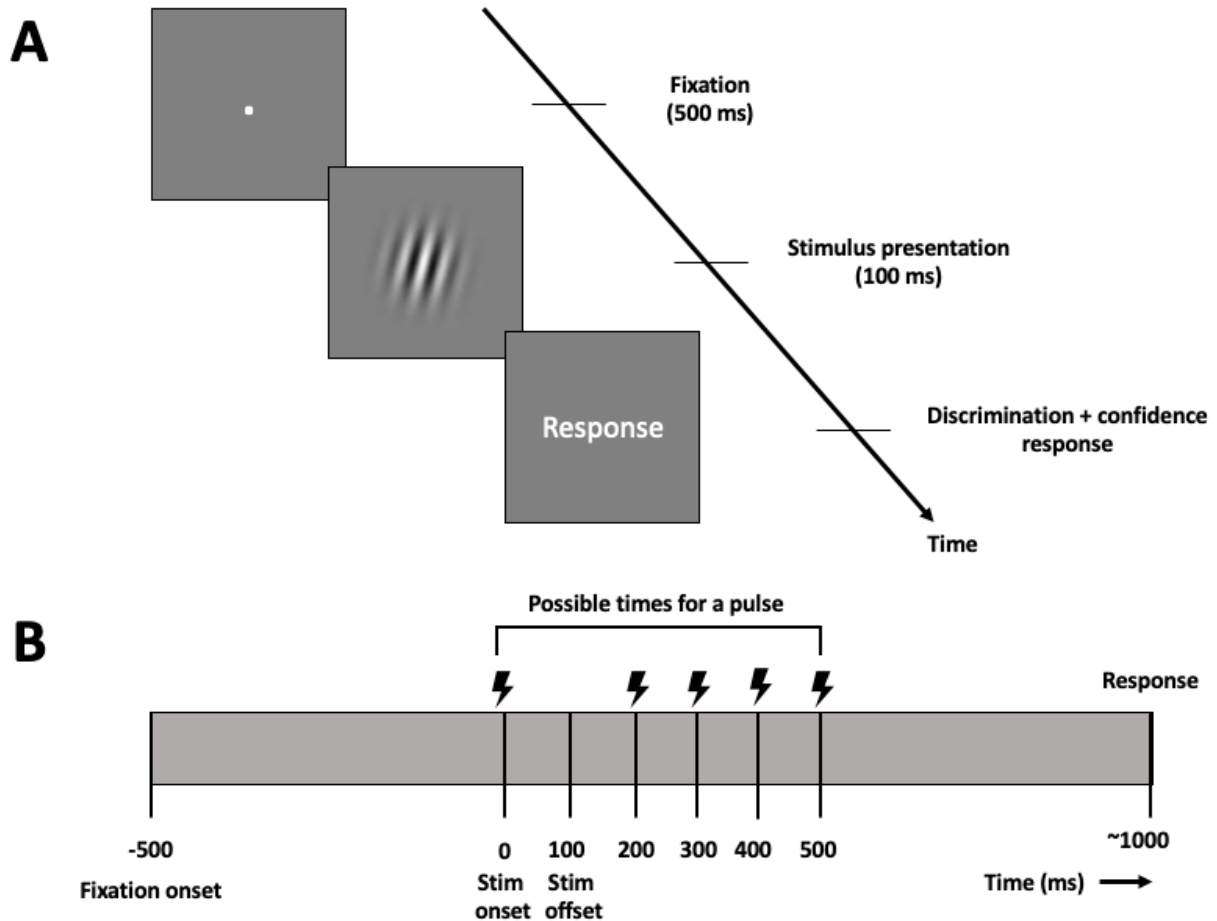 A
Fixation
(500 ms)
Stimulus presentation
(100 ms)
Response
Discrimination + confidence
response
Time
B
Possible times for a pulse
Response
-500
0
100
200
300
400
500
~1000
Fixation onset
Stim
onset
Stim
offset
Time (ms)